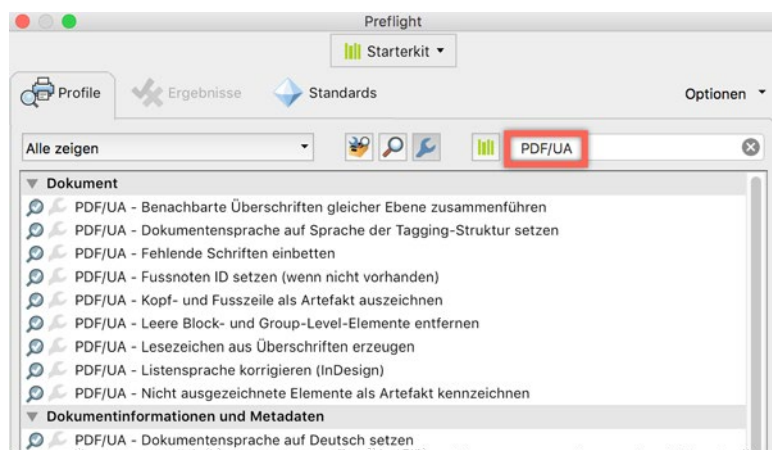 Preflight
Starterkit
Profile
Ergebnisse
Standards
Optionen
Alle zeigen
PDF/UA
Dokument
PDF/UA - Benachbarte Überschriften gleicher Ebene zusammenführen
PDF/UA - Dokumentensprache auf Sprache der Tagging-Struktur setzen
PDF/UA - Fehlende Schriften einbetten
PDF/UA - Fussnoten ID setzen (wenn nicht vorhanden)
PDF/UA - Kopf- und Fusszeile als Artefakt auszeichnen
PDF/UA - Leere Block- und Group-Level-Elemente entfernen
PDF/UA - Lesezeichen aus Überschriften erzeugen
PDF/UA - Listensprache korrigieren (InDesign)
PDF/UA - Nicht ausgezeichnete Elemente als Artefakt kennzeichnen
Dokumentinformationen und Metadaten
PDF/UA - Dokumentensprache auf Deutsch setzen